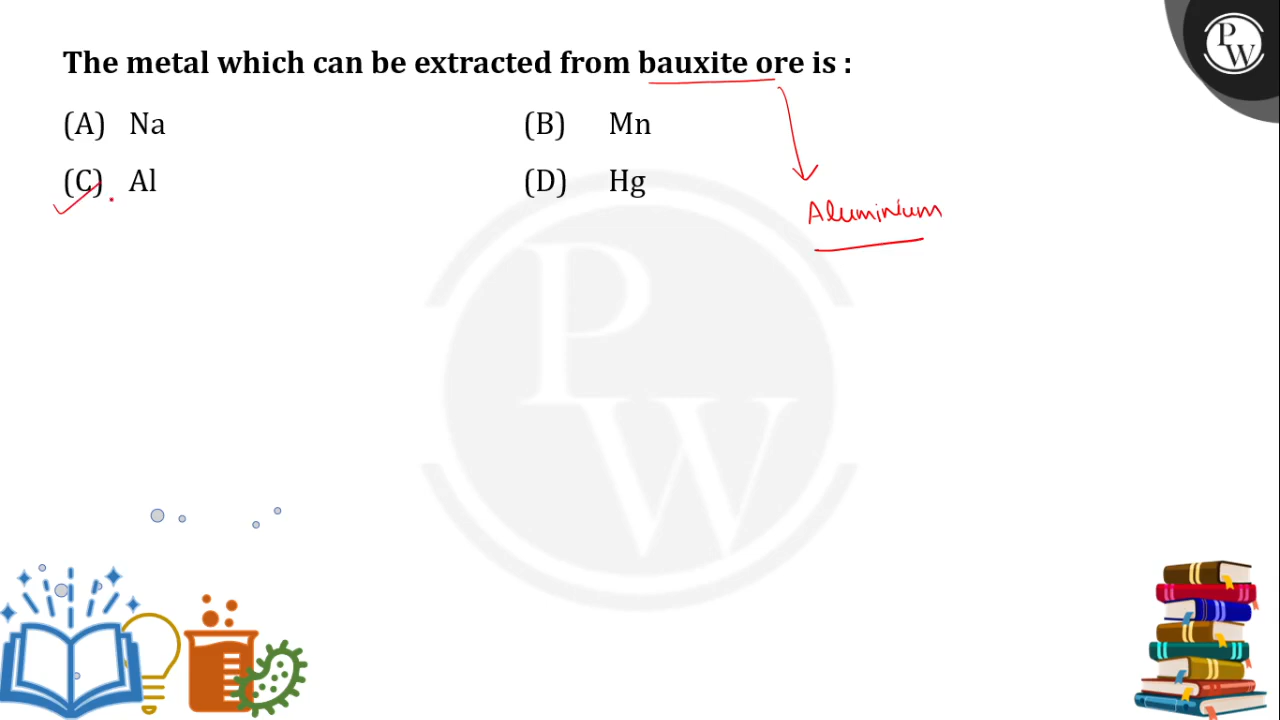 The metal which can be extracted from bauxite ore is :
(A) Na
(B) Mn
(C) Al
(D) Hg
Aluminium
P
W
P
W